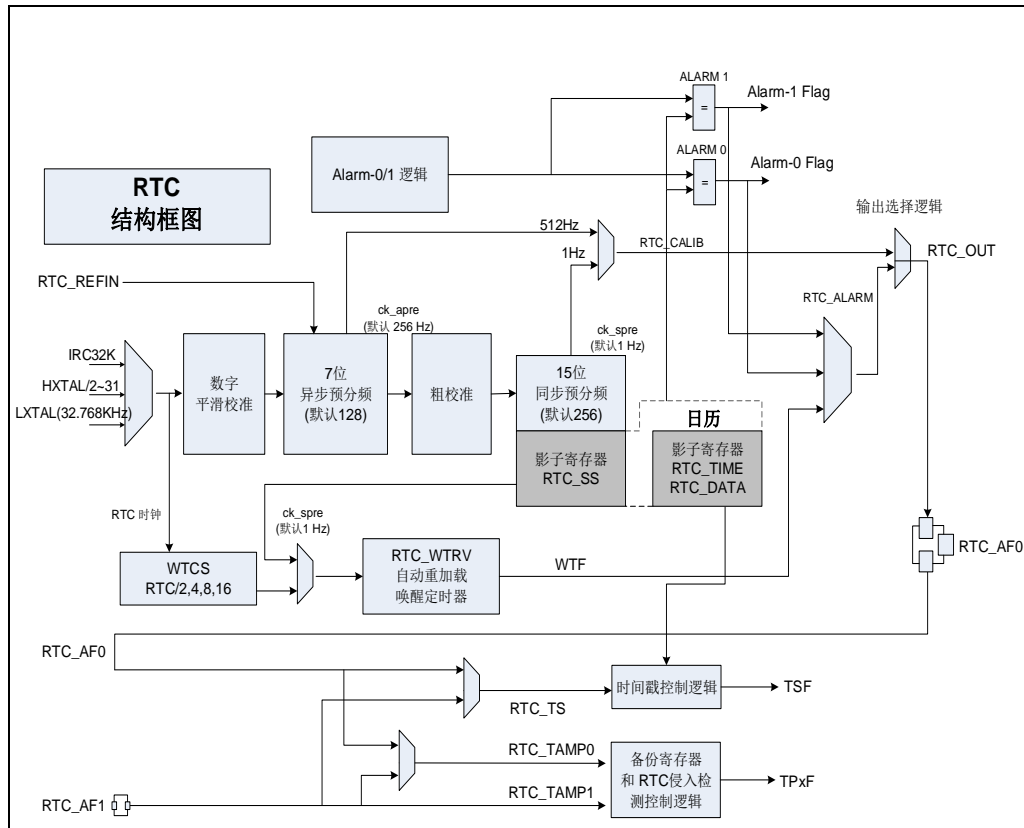 ALARM 1
Alarm-1 Flag
=
ALARM 0
Alarm-0/1 逻辑
Alarm-0 Flag
=
RTC
结构框图
输出选择逻辑
512Hz
RTC_CALIB
RTC_OUT
1Hz
RTC_REFIN
RTC_ALARM
ck_apre
(默认 256 Hz)
ck_spre
(默认1 Hz)
IRC32K
HXTAL/2~31
LXTAL(32.768KHz)
数字
平滑校准
7位
异步预分频
(默认128)
粗校准
15位
同步预分频
(默认256)
日历
影子寄存器
RTC_SS
影子寄存器
RTC_TIME
RTC_DATA
RTC 时钟
ck_spre
(默认1 Hz)
WTCS
RTC/2,4,8,16
RTC_WTRV
自动重加载
唤醒定时器
WTF
RTC_AF0
RTC_AF0
时间戳控制逻辑
TSF
RTC_TS
RTC_TAMP0
备份寄存器
和 RTC侵入检
测控制逻辑
TPxF
RTC_TAMP1
RTC_AF1